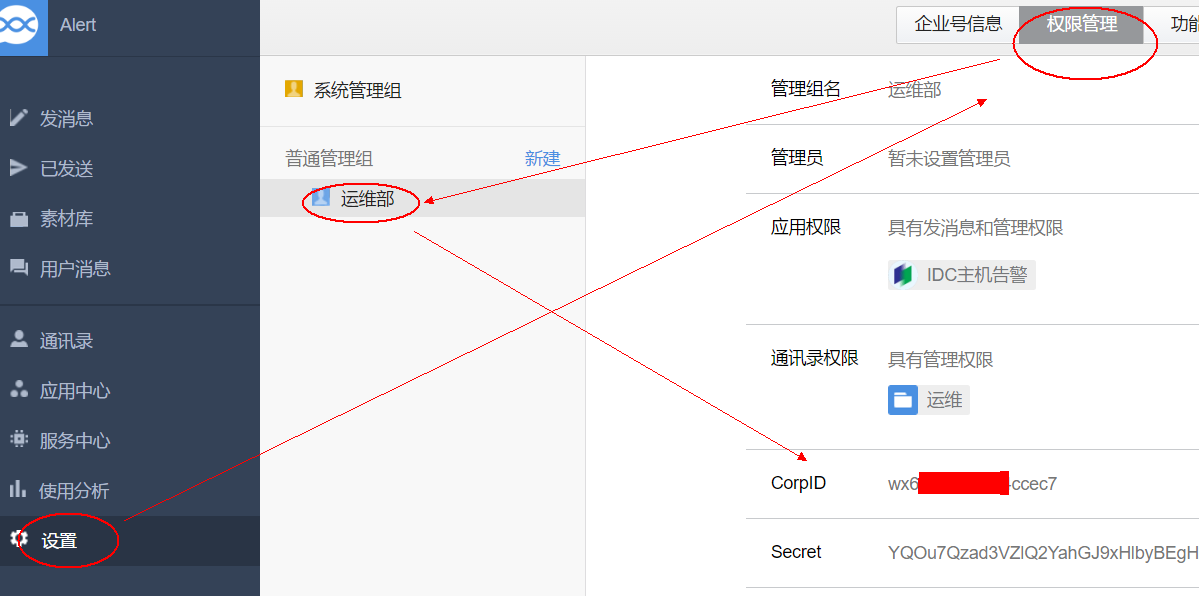 Alert
发消息
已发送
素材库
用户消息
通讯录
应用中心
服务中心
使用分析
设置
系统管理组
普通管理组 新建
运维部
企业号信息 权限管理 功能
管理组名 运维部
管理员 暂未设置管理员
应用权限 具有发消息和管理权限
IDC主机告警
通讯录权限 具有管理权限
运维
CorpID wx6 ccec7
Secret YQOu7Qzad3VZlQ2YahGJ9xHlbyBEgH